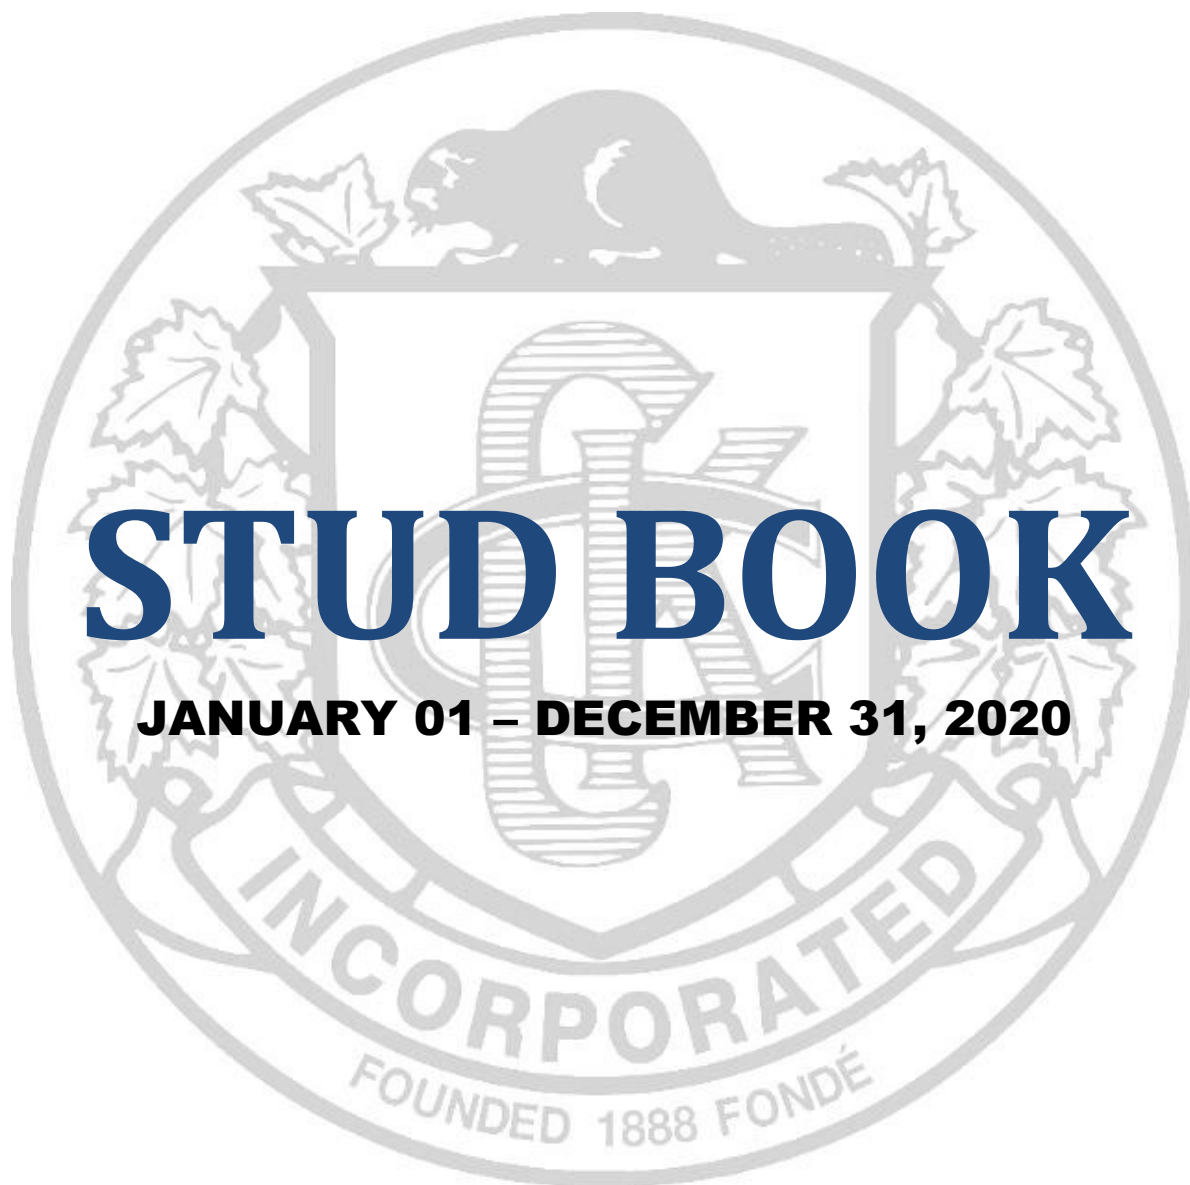 STUD BOOK
JANUARY 01 – DECEMBER 31, 2020
CKC
INCORPORATED
FOUNDED 1888 FONDÉ